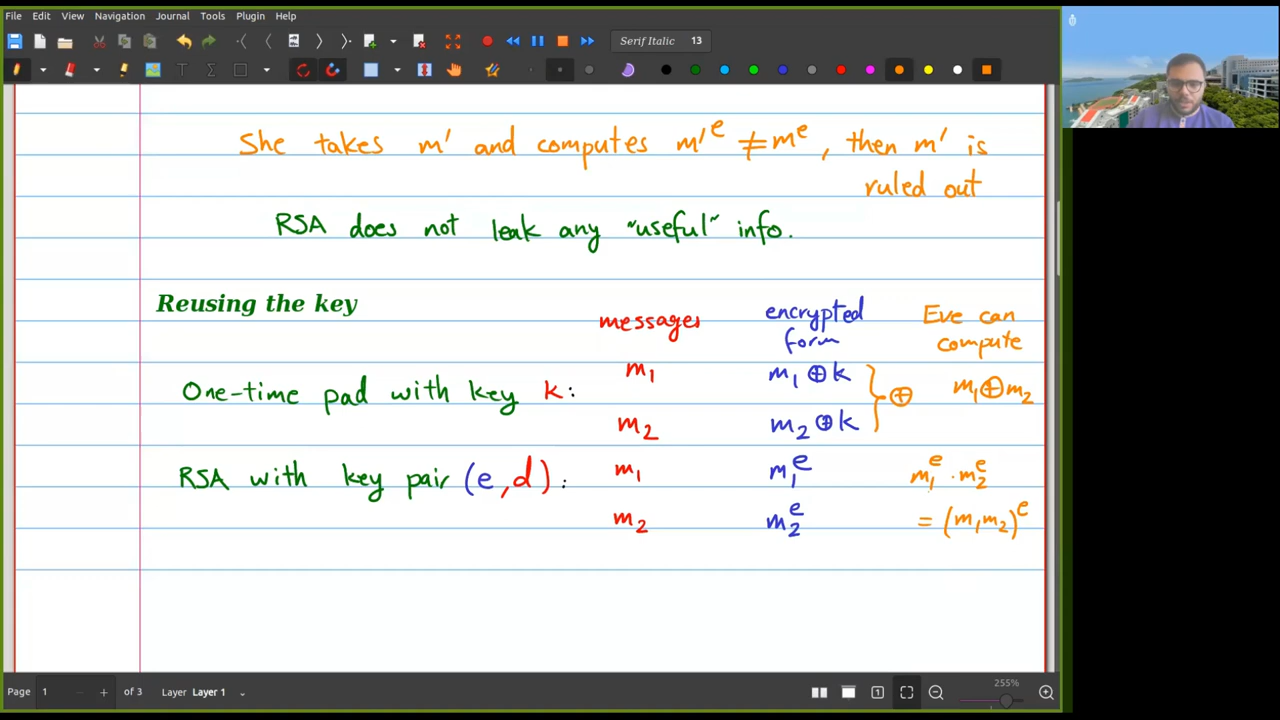 File Edit View Navigation Journal Tools Plugin Help
Serif Italic 13
She takes m' and computes m'^e ≠ m^e, then m' is
ruled out
RSA does not leak any "useful" info.
Reusing the key
messages encrypted form Eve can compute
m₁ m₁ ⊕ k
One-time pad with key k: } ⊕ m₁⊕m₂
m₂ m₂ ⊕ k
RSA with key pair (e, d): m₁ m₁^e m₁^e · m₂^e
m₂ m₂^e = (m₁m₂)^e
Page 1 of 3 Layer Layer 1 255%